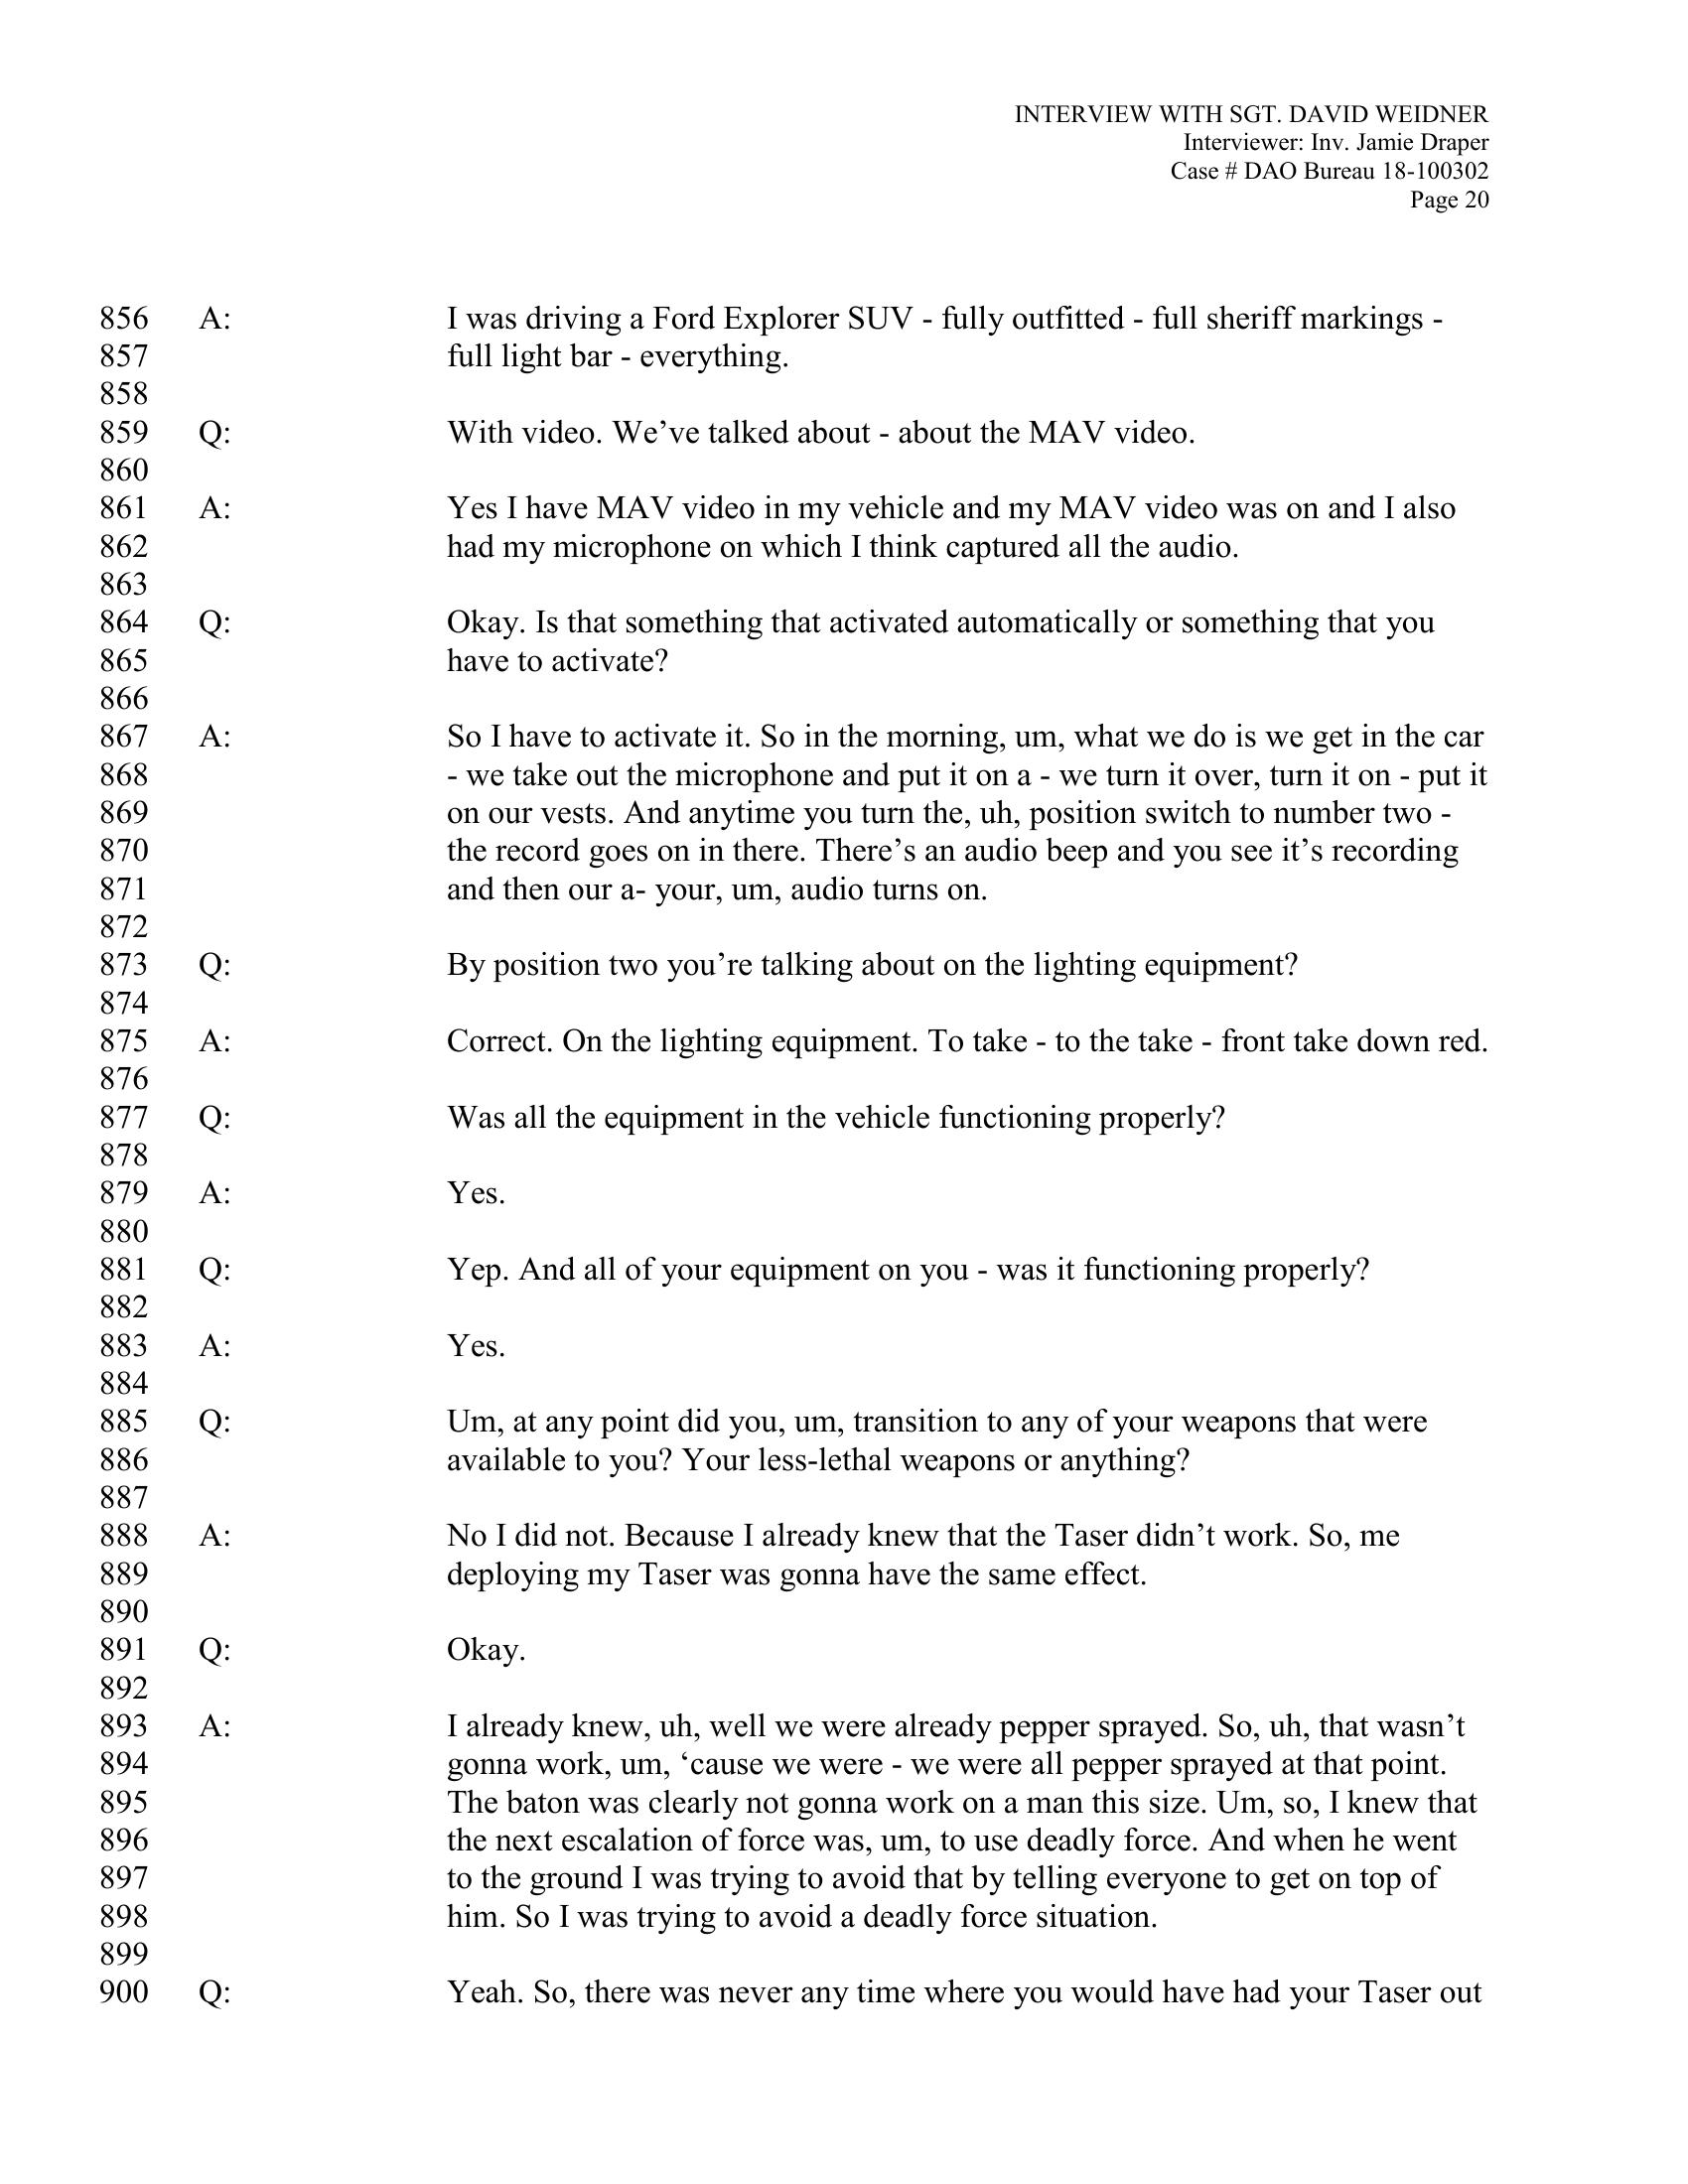 INTERVIEW WITH SGT. DAVID WEIDNER
Interviewer: Inv. Jamie Draper
Case # DAO Bureau 18-100302
Page 20
856 A: I was driving a Ford Explorer SUV - fully outfitted - full sheriff markings -
857 full light bar - everything.
858
859 Q: With video. We’ve talked about - about the MAV video.
860
861 A: Yes I have MAV video in my vehicle and my MAV video was on and I also
862 had my microphone on which I think captured all the audio.
863
864 Q: Okay. Is that something that activated automatically or something that you
865 have to activate?
866
867 A: So I have to activate it. So in the morning, um, what we do is we get in the car
868 - we take out the microphone and put it on a - we turn it over, turn it on - put it
869 on our vests. And anytime you turn the, uh, position switch to number two -
870 the record goes on in there. There’s an audio beep and you see it’s recording
871 and then our a- your, um, audio turns on.
872
873 Q: By position two you’re talking about on the lighting equipment?
874
875 A: Correct. On the lighting equipment. To take - to the take - front take down red.
876
877 Q: Was all the equipment in the vehicle functioning properly?
878
879 A: Yes.
880
881 Q: Yep. And all of your equipment on you - was it functioning properly?
882
883 A: Yes.
884
885 Q: Um, at any point did you, um, transition to any of your weapons that were
886 available to you? Your less-lethal weapons or anything?
887
888 A: No I did not. Because I already knew that the Taser didn’t work. So, me
889 deploying my Taser was gonna have the same effect.
890
891 Q: Okay.
892
893 A: I already knew, uh, well we were already pepper sprayed. So, uh, that wasn’t
894 gonna work, um, ‘cause we were - we were all pepper sprayed at that point.
895 The baton was clearly not gonna work on a man this size. Um, so, I knew that
896 the next escalation of force was, um, to use deadly force. And when he went
897 to the ground I was trying to avoid that by telling everyone to get on top of
898 him. So I was trying to avoid a deadly force situation.
899
900 Q: Yeah. So, there was never any time where you would have had your Taser out